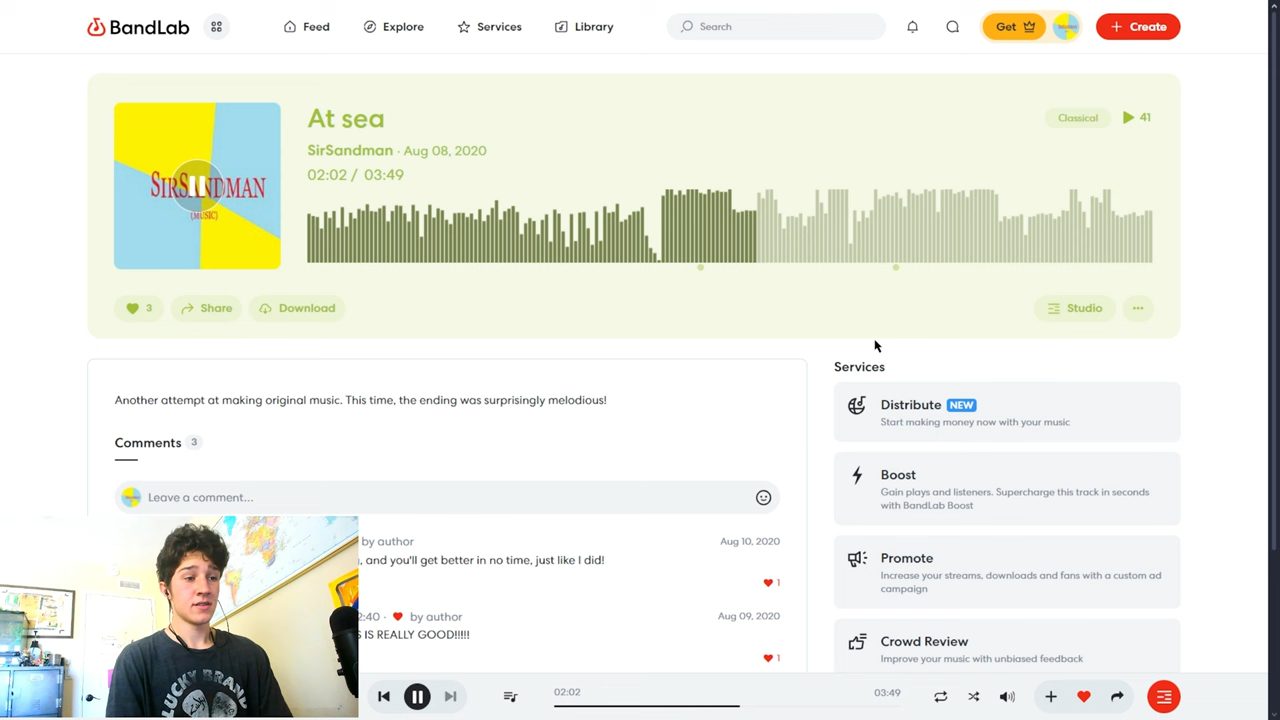 BandLab
Feed
Explore
Services
Library
Search
Get
Create
At sea
SirSandman · Aug 08, 2020
02:02 / 03:49
Classical
41
SIRSANDMAN
(MUSIC)
3
Share
Download
Studio
Another attempt at making original music. This time, the ending was surprisingly melodious!
Comments 3
Leave a comment...
by author
Aug 10, 2020
, and you'll get better in no time, just like I did!
1
2:40 · by author
Aug 09, 2020
S IS REALLY GOOD!!!!!
1
Services
Distribute NEW
Start making money now with your music
Boost
Gain plays and listeners. Supercharge this track in seconds
with BandLab Boost
Promote
Increase your streams, downloads and fans with a custom ad
campaign
Crowd Review
Improve your music with unbiased feedback
LUCKY BRAND
02:02
03:49